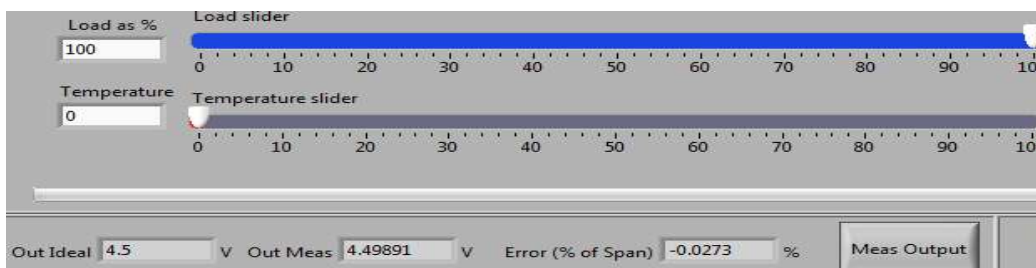 Load as %
100
Load slider
0 10 20 30 40 50 60 70 80 90 10
Temperature
0
Temperature slider
0 10 20 30 40 50 60 70 80 90 10
Out Ideal 4.5 V Out Meas 4.49891 V Error (% of Span) -0.0273 % Meas Output